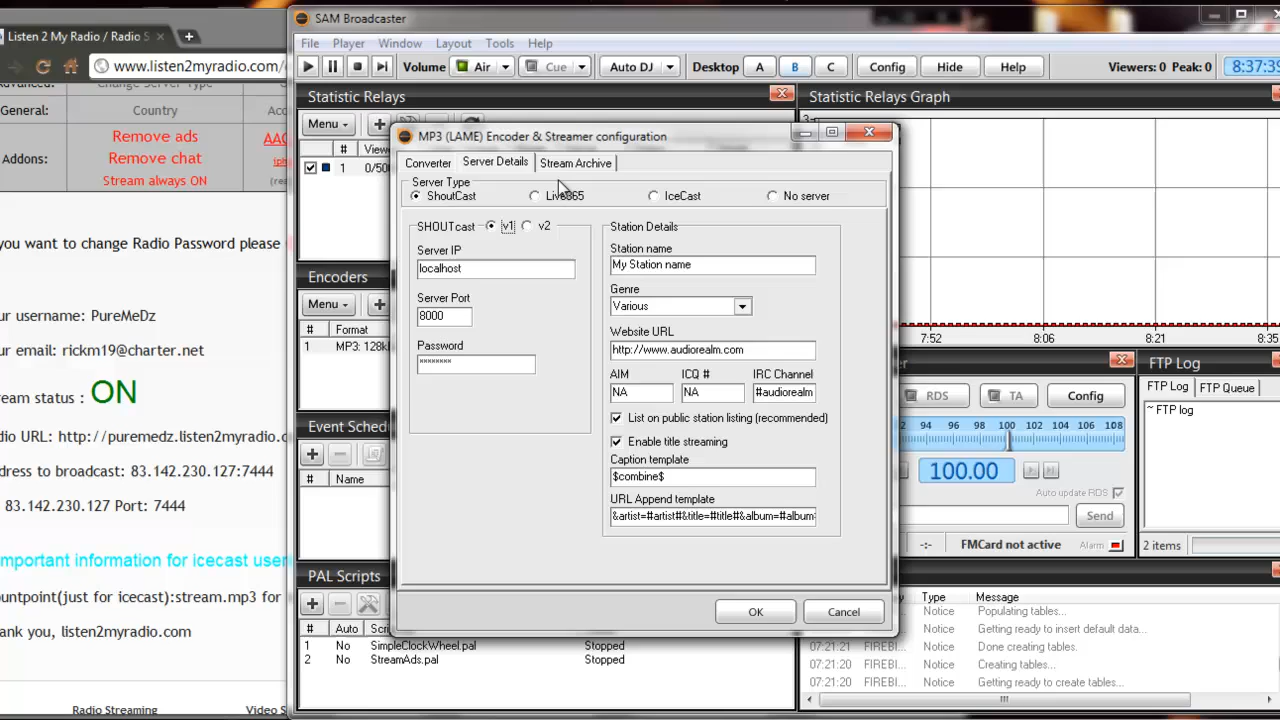 Listen 2 My Radio / Radio S
www.listen2myradio.com/
Change Server Type
General:
Country
Addons:
Remove ads
Remove chat
Stream always ON
you want to change Radio Password please
ur username: PureMeDz
ur email: rickm19@charter.net
ream status : ON
dio URL: http://puremedz.listen2myradio.c
dress to broadcast: 83.142.230.127:7444
83.142.230.127 Port: 7444
mportant information for icecast user
ountpoint(just for icecast):stream.mp3 for
ank you, listen2myradio.com
Radio Streaming
Video S
SAM Broadcaster
File Player Window Layout Tools Help
Volume Air Cue Auto DJ Desktop A B C Config Hide Help Viewers: 0 Peak: 0 8:37:39
Statistic Relays
Menu
# Viewe
1 0/500
Encoders
Menu
# Format
1 MP3: 128k
Event Schedu
# Name
PAL Scripts
# Auto Scri
1 No SimpleClockWheel.pal Stopped
2 No StreamAds.pal Stopped
MP3 (LAME) Encoder & Streamer configuration
Converter Server Details Stream Archive
Server Type
ShoutCast Live365 IceCast No server
SHOUTcast v1 v2
Server IP
localhost
Server Port
8000
Password
********
Station Details
Station name
My Station name
Genre
Various
Website URL
http://www.audiorealm.com
AIM ICQ # IRC Channel
NA NA #audiorealm
List on public station listing (recommended)
Enable title streaming
Caption template
$combine$
URL Append template
&artist=#artist#&title=#title#&album=#album
OK Cancel
Statistic Relays Graph
3
7:52 8:06 8:21 8:35
RDS TA Config
92 94 96 98 100 102 104 106 108
100.00
Auto update RDS
Send
-:- FMCard not active Alarm
FTP Log
FTP Log FTP Queue
~ FTP log
2 items
Type Message
Notice Populating tables...
Notice Getting ready to insert default data...
07:21:21 FIREBI... Notice Done creating tables.
07:21:20 FIREBI... Notice Creating tables...
07:21:20 FIREBI... Notice Getting ready to create tables...